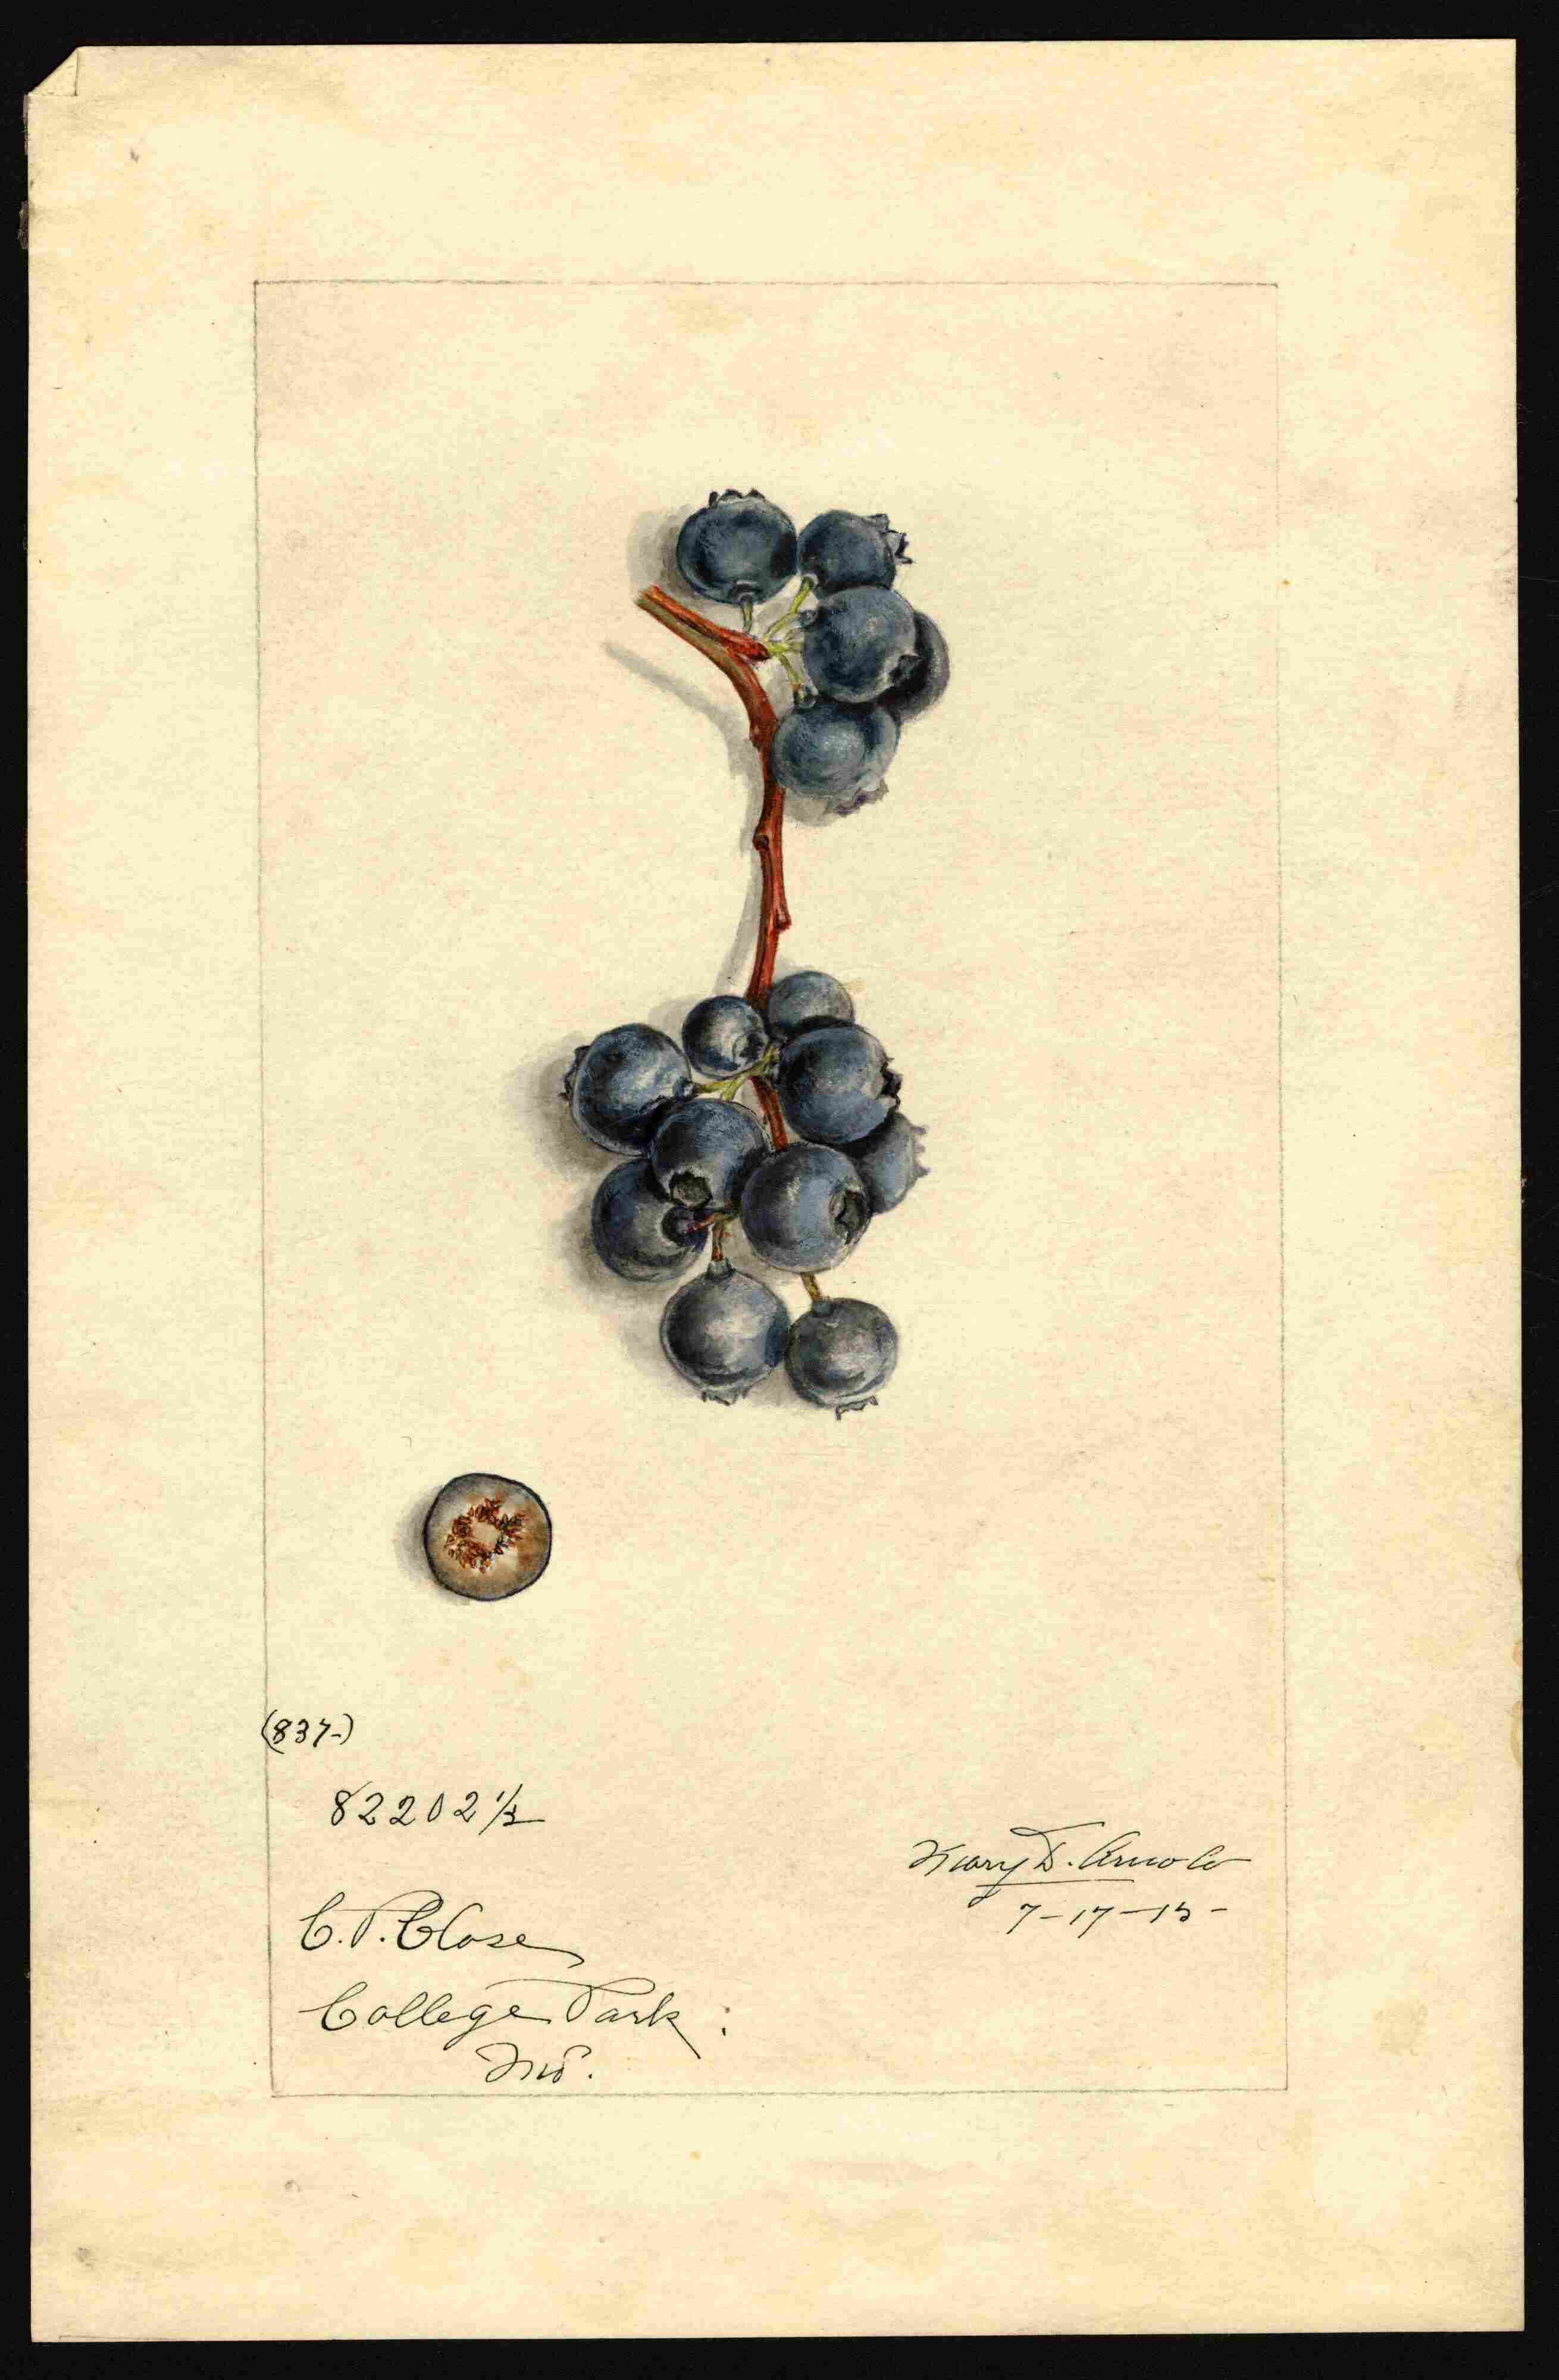 (837-)
82202 1/2
Mary D. Arnold
7-17-15-
C. P. Close
College Park:
Md.